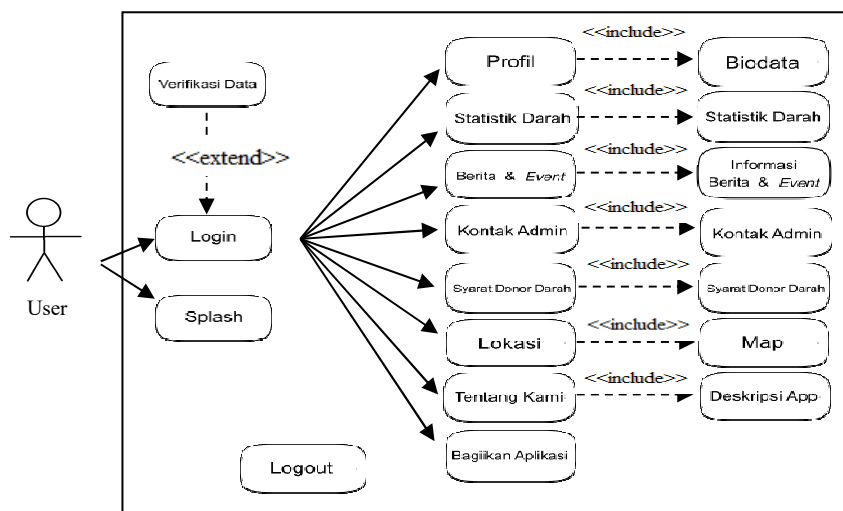 <<include>>
Profil
Biodata
Verifikasi Data
<<include>>
Statistik Darah
Statistik Darah
<<extend>>
<<include>>
Berita & Event
Informasi
Berita & Event
<<include>>
Login
Kontak Admin
Kontak Admin
<<include>>
Syarat Donor Darah
Syarat Donor Darah
User
Splash
<<include>>
Lokasi
Map
<<include>>
Tentang Kami
Deskripsi App
Bagiikan Aplikasi
Logout